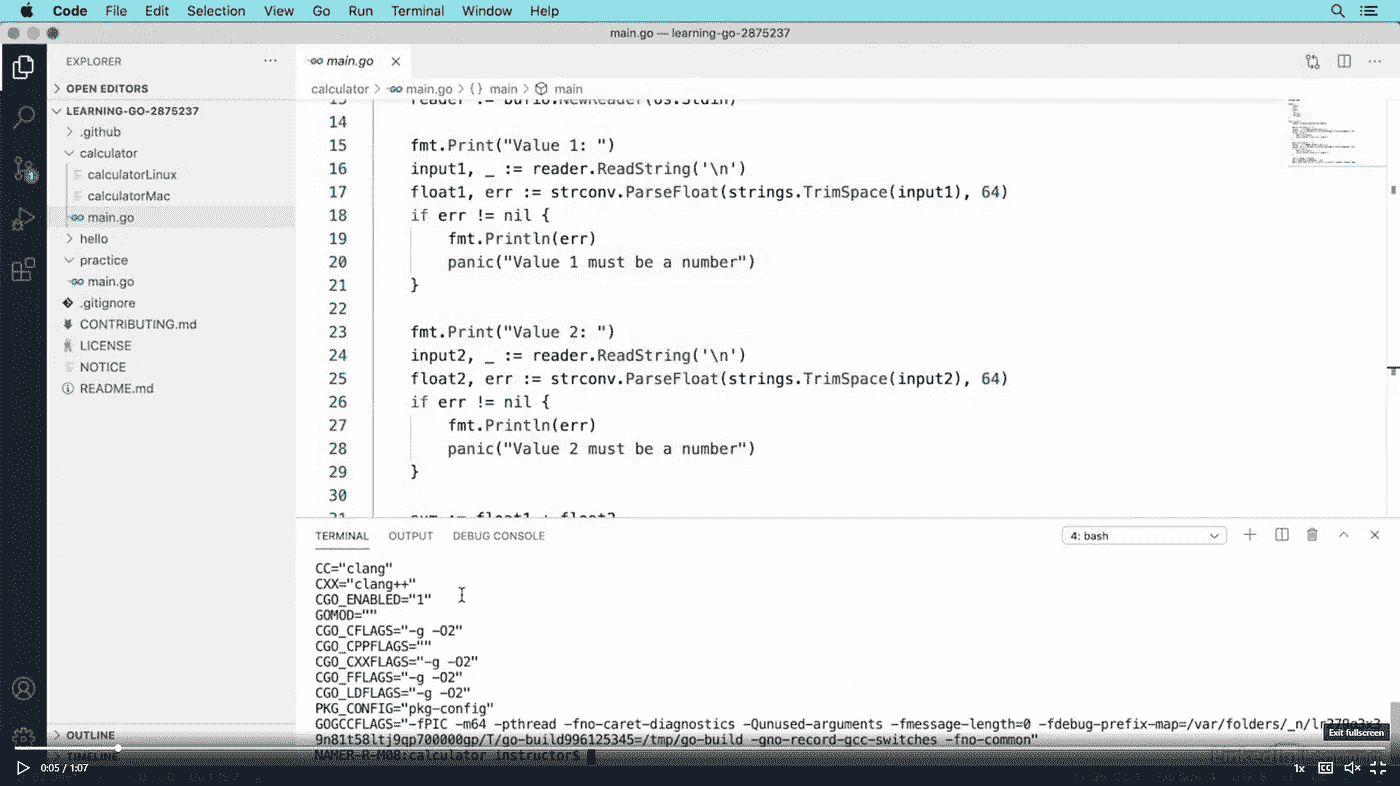 Code File Edit Selection View Go Run Terminal Window Help
main.go — learning-go-2875237
EXPLORER
main.go
OPEN EDITORS
calculator > main.go > {} main > main
LEARNING-GO-2875237
.github
calculator
calculatorLinux
calculatorMac
main.go
hello
practice
main.go
.gitignore
CONTRIBUTING.md
LICENSE
NOTICE
README.md
13 reader := bufio.NewReader(os.Stdin)
14
15 fmt.Print("Value 1: ")
16 input1, _ := reader.ReadString('\n')
17 float1, err := strconv.ParseFloat(strings.TrimSpace(input1), 64)
18 if err != nil {
19 fmt.Println(err)
20 panic("Value 1 must be a number")
21 }
22
23 fmt.Print("Value 2: ")
24 input2, _ := reader.ReadString('\n')
25 float2, err := strconv.ParseFloat(strings.TrimSpace(input2), 64)
26 if err != nil {
27 fmt.Println(err)
28 panic("Value 2 must be a number")
29 }
30
31 sum := float1 + float2
TERMINAL OUTPUT DEBUG CONSOLE
4: bash
CC="clang"
CXX="clang++"
CGO_ENABLED="1"
GOMOD=""
CGO_CFLAGS="-g -O2"
CGO_CPPFLAGS=""
CGO_CXXFLAGS="-g -O2"
CGO_FFLAGS="-g -O2"
CGO_LDFLAGS="-g -O2"
PKG_CONFIG="pkg-config"
GOGCCFLAGS="-fPIC -m64 -pthread -fno-caret-diagnostics -Qunused-arguments -fmessage-length=0 -fdebug-prefix-map=/var/folders/_n/
9n81t58ltj9qp700000gp/T/go-build996125345=/tmp/go-build -gno-record-gcc-switches -fno-common"
NAMER-R-M08:calculator instructor$
OUTLINE
TIMELINE
Exit fullscreen
0:05 / 1:07
1x
CC